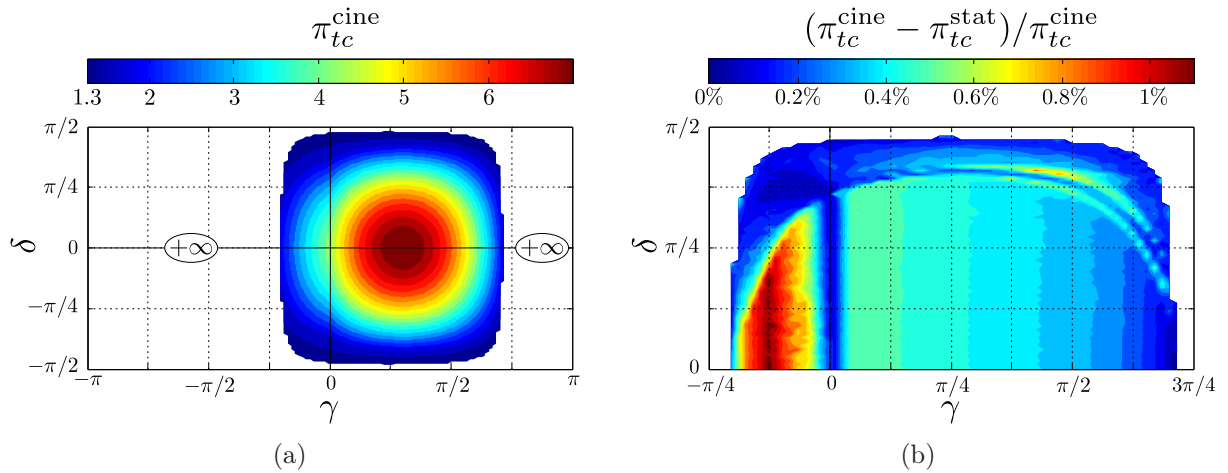 π_{tc}^{cine}
1.3 2 3 4 5 6
π/2
π/4
0
−π/4
−π/2
δ
+∞ +∞
−π −π/2 0 π/2 π
γ
(a)
(π_{tc}^{cine} − π_{tc}^{stat})/π_{tc}^{cine}
0% 0.2% 0.4% 0.6% 0.8% 1%
π/2
π/4
0
δ
−π/4 0 π/4 π/2 3π/4
γ
(b)